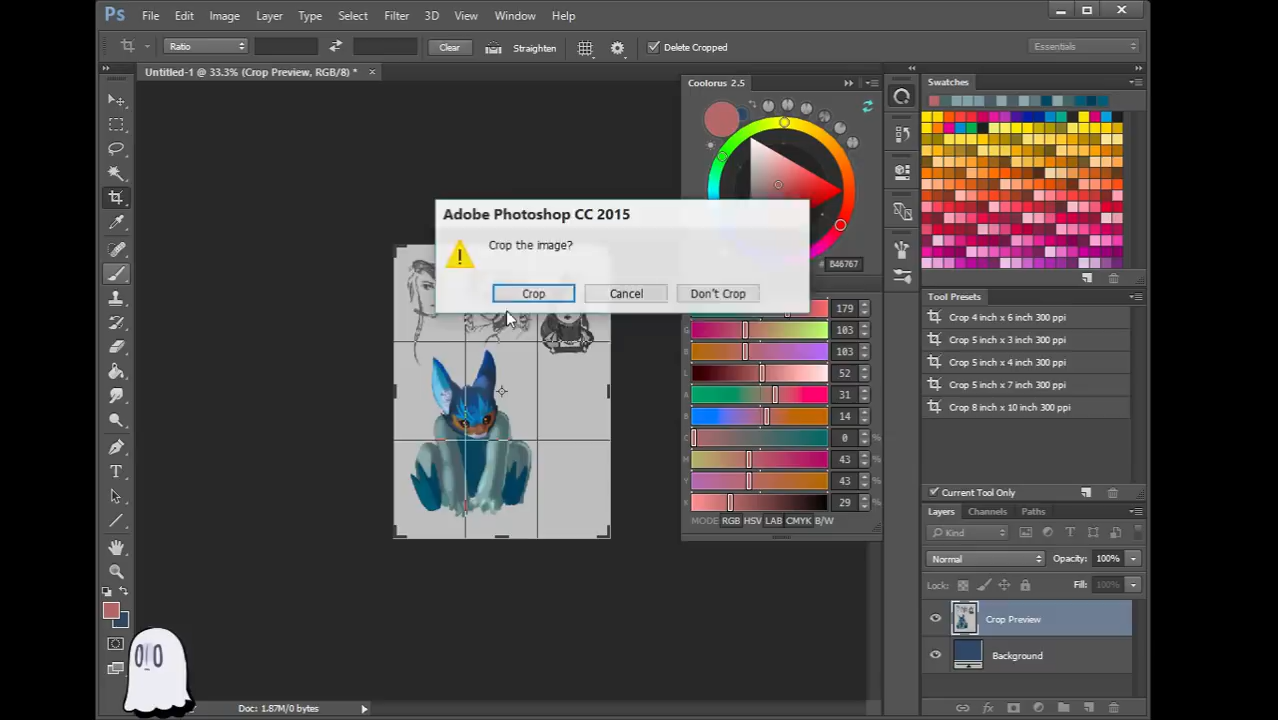 Ps File Edit Image Layer Type Select Filter 3D View Window Help
Ratio Clear Straighten Delete Cropped Essentials
Untitled-1 @ 33.3% (Crop Preview, RGB/8) *
Coolorus 2.5
Swatches
Adobe Photoshop CC 2015
Crop the image?
Crop Cancel Don't Crop
# B46767
179
G 103
B 103
L 52
A 31
B 14
C 0 %
M 43 %
Y 43 %
K 29 %
MODE RGB HSV LAB CMYK B/W
Tool Presets
Crop 4 inch x 6 inch 300 ppi
Crop 5 inch x 3 inch 300 ppi
Crop 5 inch x 4 inch 300 ppi
Crop 5 inch x 7 inch 300 ppi
Crop 8 inch x 10 inch 300 ppi
Current Tool Only
Layers Channels Paths
Kind
Normal Opacity: 100%
Lock: Fill: 100%
Crop Preview
Background
Doc: 1.87M/0 bytes